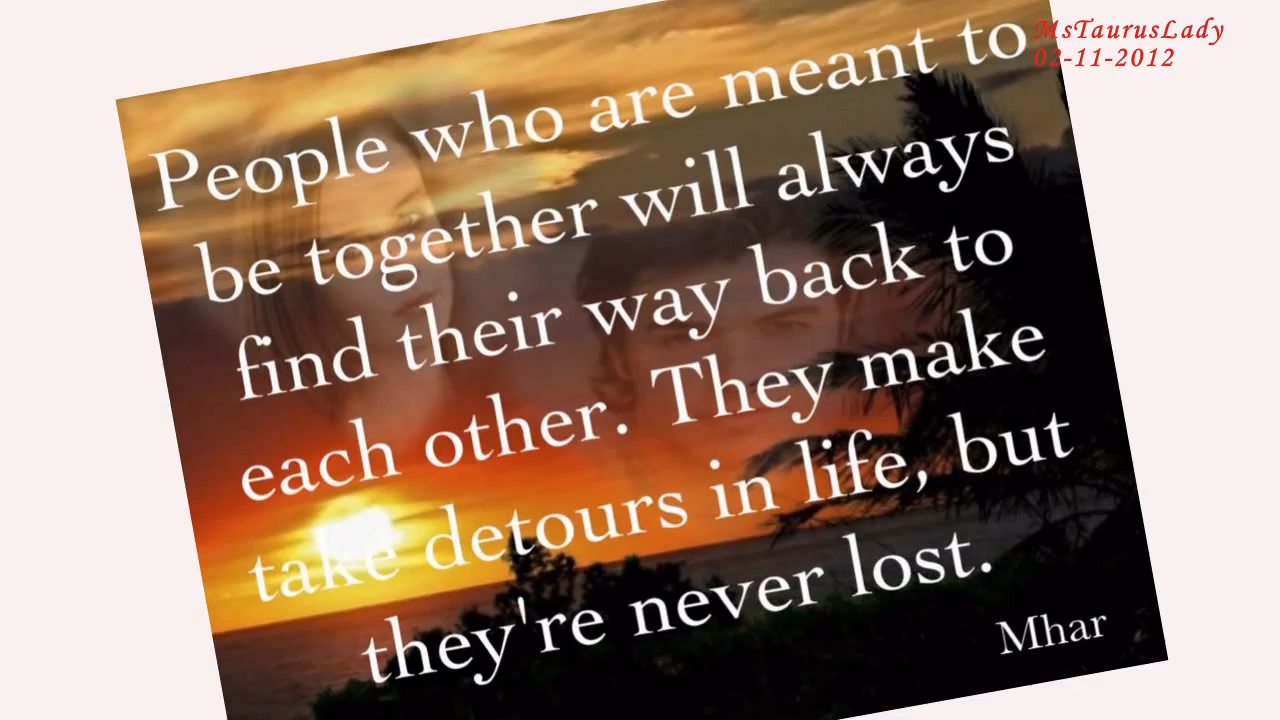 MsTaurusLady
02-11-2012
People who are meant to
be together will always
find their way back to
each other. They make
take detours in life, but
they're never lost.
Mhar